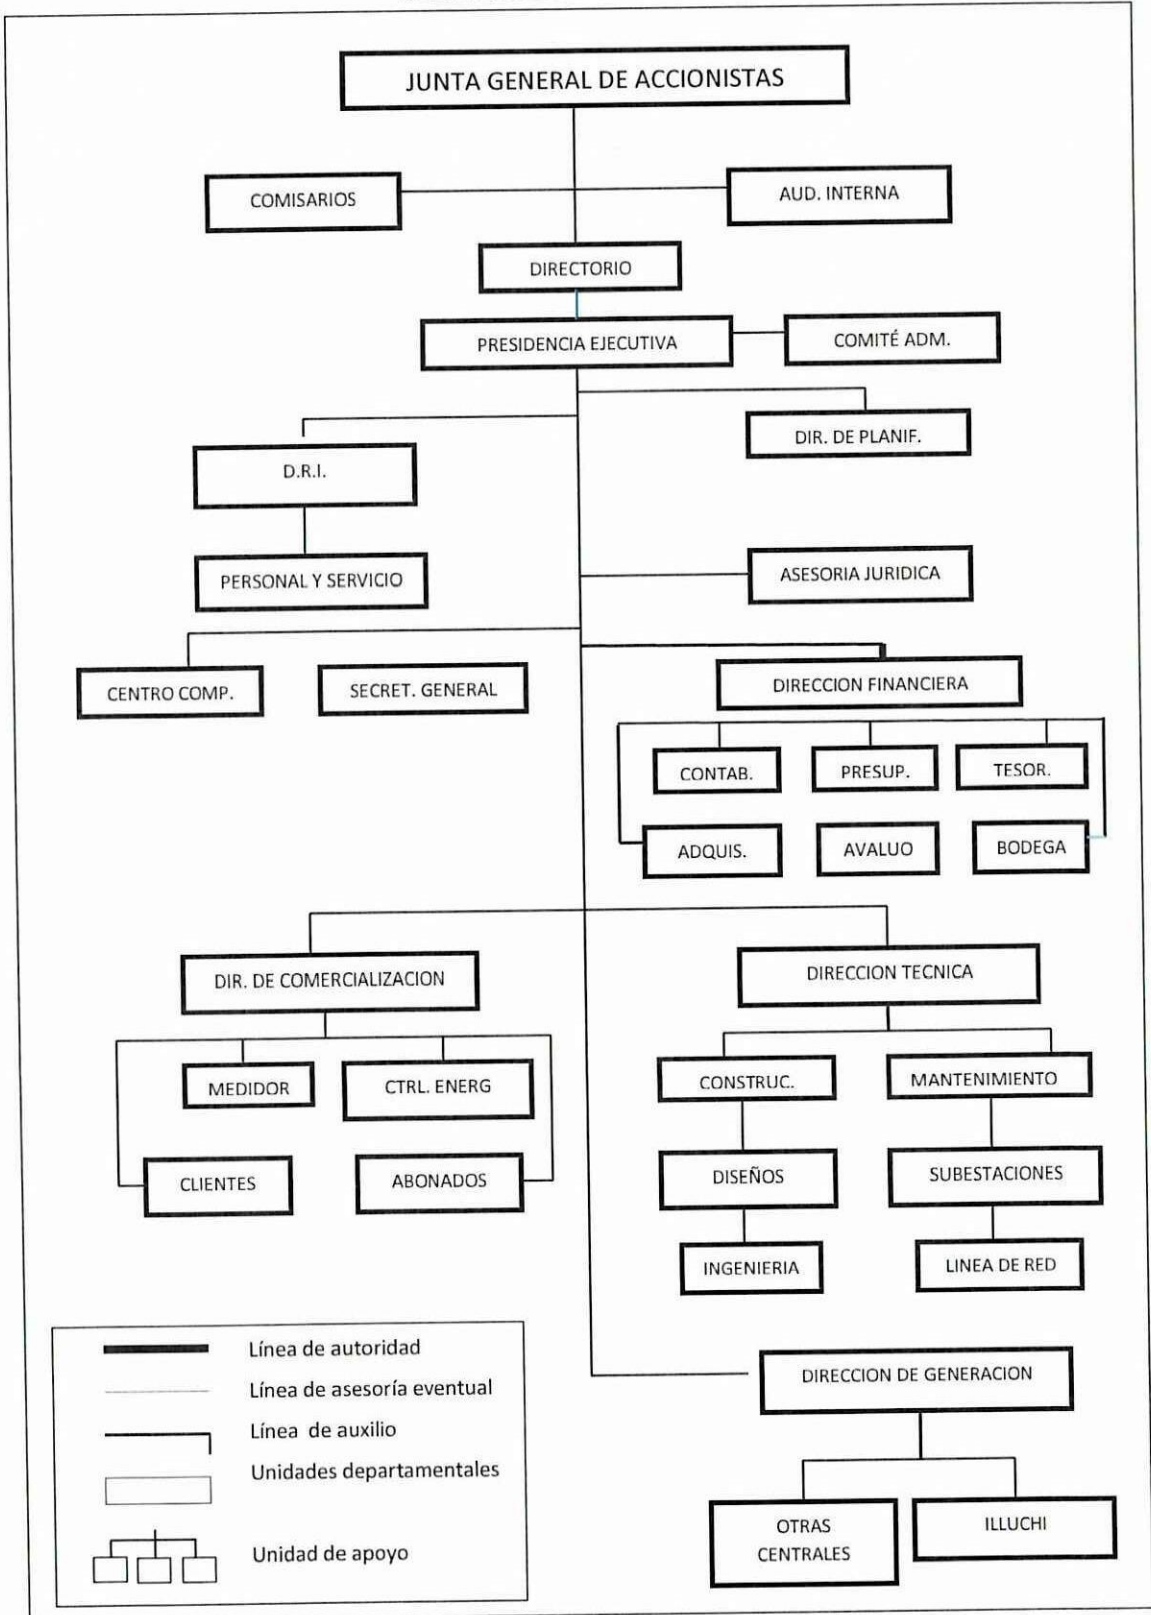 JUNTA GENERAL DE ACCIONISTAS
COMISARIOS
AUD. INTERNA
DIRECTORIO
PRESIDENCIA EJECUTIVA
COMITÉ ADM.
DIR. DE PLANIF.
D.R.I.
PERSONAL Y SERVICIO
ASESORIA JURIDICA
CENTRO COMP.
SECRET. GENERAL
DIRECCION FINANCIERA
CONTAB.
PRESUP.
TESOR.
ADQUIS.
AVALUO
BODEGA
DIR. DE COMERCIALIZACION
DIRECCION TECNICA
MEDIDOR
CTRL. ENERG
CONSTRUC.
MANTENIMIENTO
CLIENTES
ABONADOS
DISEÑOS
SUBESTACIONES
INGENIERIA
LINEA DE RED
Línea de autoridad
Línea de asesoría eventual
Línea de auxilio
Unidades departamentales
Unidad de apoyo
DIRECCION DE GENERACION
OTRAS
CENTRALES
ILLUCHI